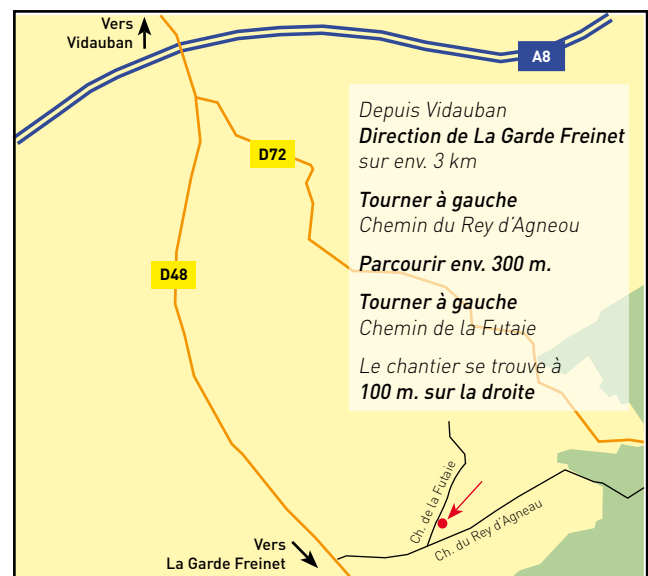 Vers
Vidauban
A8
Depuis Vidauban
Direction de La Garde Freinet
sur env. 3 km
D72
Tourner à gauche
Chemin du Rey d'Agneou
Parcourir env. 300 m.
D48
Tourner à gauche
Chemin de la Futaie
Le chantier se trouve à
100 m. sur la droite
Ch. de la Futaie
Ch. du Rey d'Agneau
Vers
La Garde Freinet